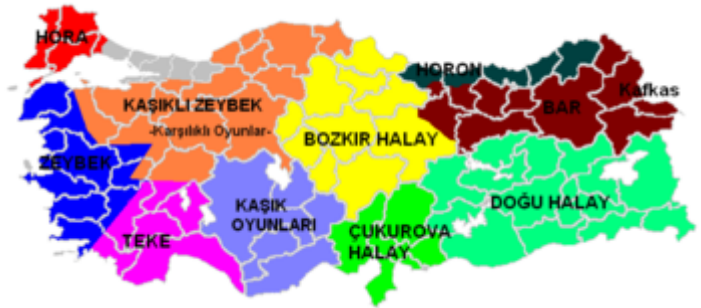 HORA
HORON
Kafkas
KAŞIKLI ZEYBEK
BAR
-Karşılıklı Oyunlar-
BOZKIR HALAY
ZEYBEK
DOĞU HALAY
KAŞIK
OYUNLARI
TEKE
ÇUKUROVA
HALAY